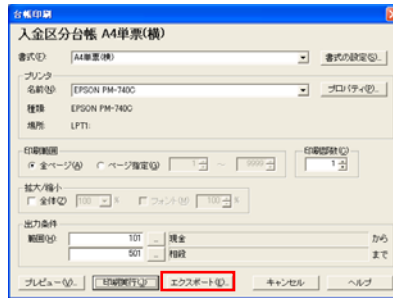 台帳印刷
入金区分台帳 A4単票(横)
書式(E): A4単票(横) 書式の設定(S)...
プリンタ
名前(N): EPSON PM-740C プロパティ(P)...
種類: EPSON PM-740C
場所: LPT1:
印刷範囲 印刷部数(C)
全ページ(A) ページ指定(G) 1 ～ 9999 1
拡大/縮小
全体(Z) 100 % フォント(F) 100 %
出力条件
範囲(H): 101 ... 現金 から
501 ... 相殺 まで
プレビュー(V)... 印刷実行(J) エクスポート(D)... キャンセル ヘルプ